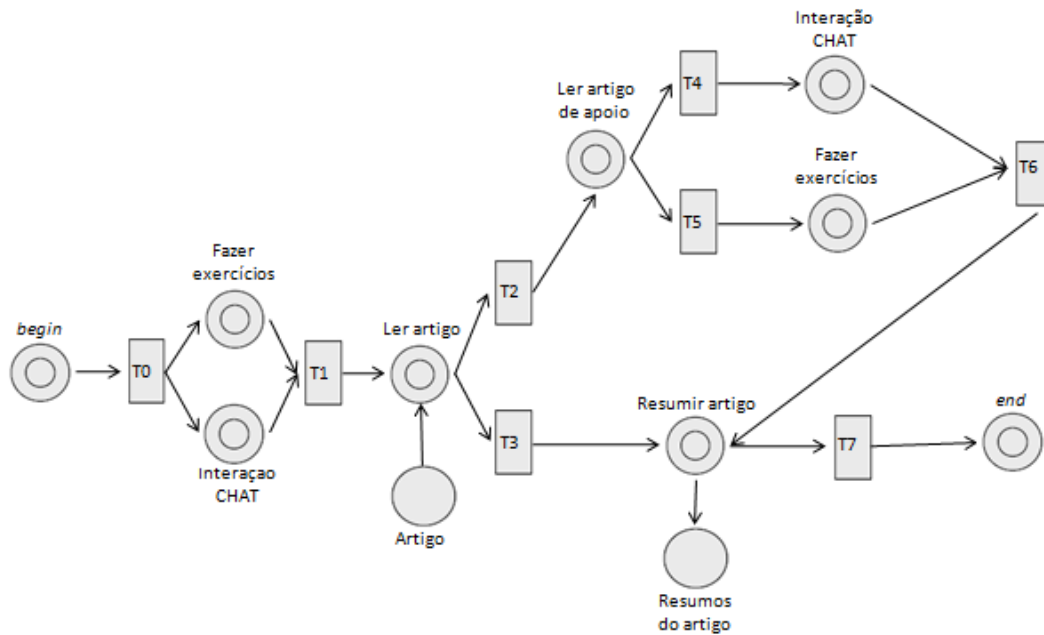 Interação
CHAT
T4
Ler artigo
de apoio
Fazer
exercícios
T6
T5
Fazer
exercícios
T2
begin
Ler artigo
T0
T1
Resumir artigo
end
T3
T7
Interaçao
CHAT
Artigo
Resumos
do artigo